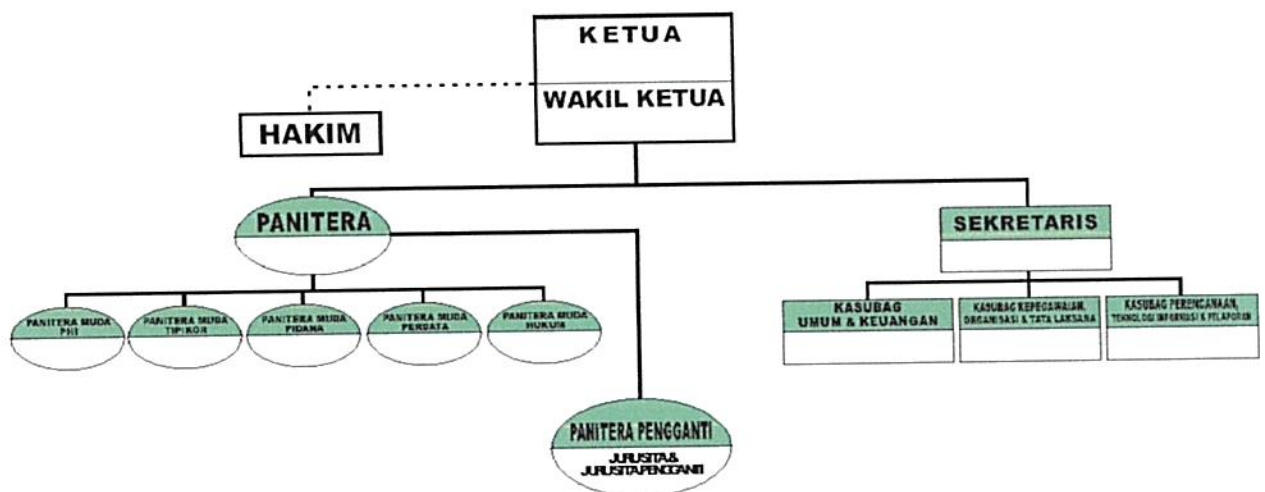 KETUA
WAKIL KETUA
HAKIM
PANITERA
SEKRETARIS
PANITERA MUDA
PHI
PANITERA MUDA
TIPIKOR
PANITERA MUDA
PIDANA
PANITERA MUDA
PERDATA
PANITERA MUDA
HUKUM
KASUBAG
UMUM & KEUANGAN
KASUBAG KEPEGAWAIAN,
ORGANISASI & TATA LAKSANA
KASUBAG PERENCANAAN,
TEKNOLOGI INFORMASI & PELAPORAN
PANITERA PENGGANTI
JURUSITA &
JURUSITA PENGGANTI